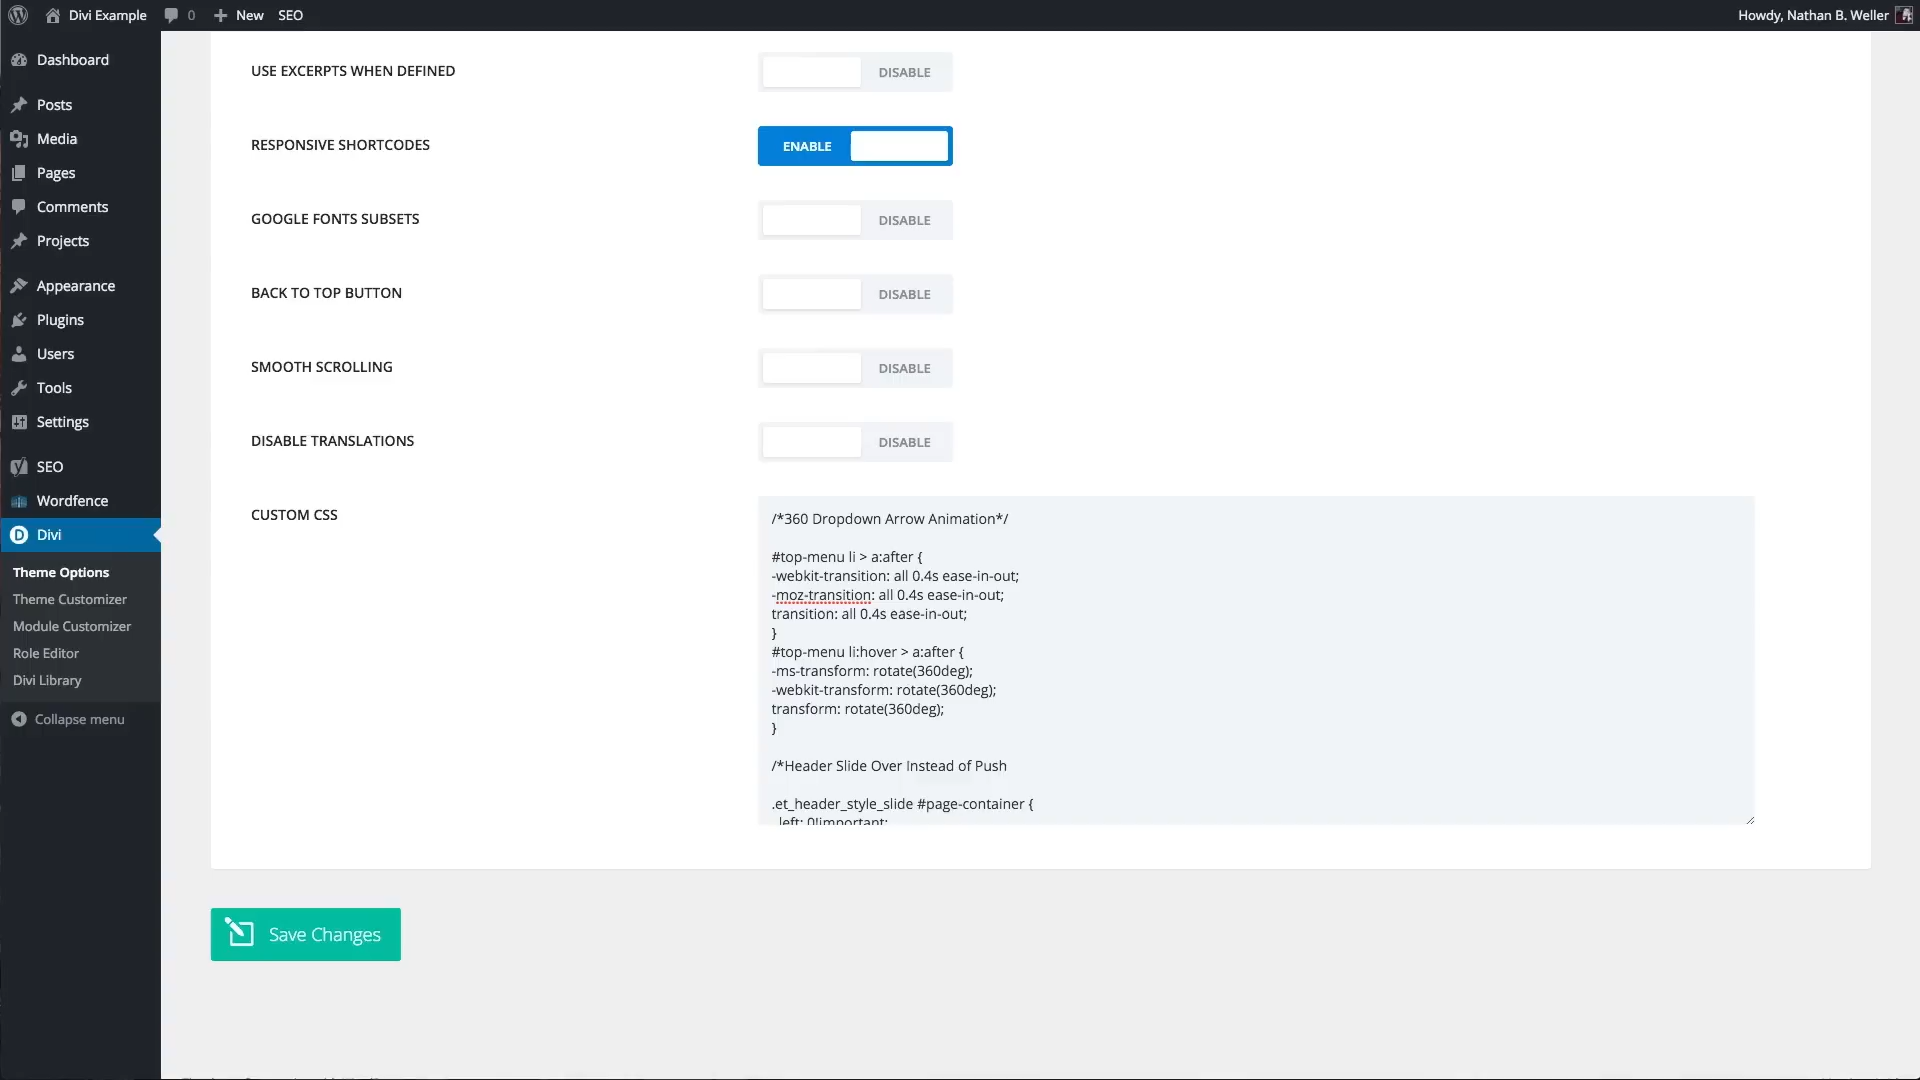 Divi Example
0
New
SEO
Howdy, Nathan B. Weller
Dashboard
Posts
Media
Pages
Comments
Projects
Appearance
Plugins
Users
Tools
Settings
SEO
Wordfence
Divi
Theme Options
Theme Customizer
Module Customizer
Role Editor
Divi Library
Collapse menu
USE EXCERPTS WHEN DEFINED
DISABLE
RESPONSIVE SHORTCODES
ENABLE
GOOGLE FONTS SUBSETS
DISABLE
BACK TO TOP BUTTON
DISABLE
SMOOTH SCROLLING
DISABLE
DISABLE TRANSLATIONS
DISABLE
CUSTOM CSS
/*360 Dropdown Arrow Animation*/
#top-menu li > a:after {
-webkit-transition: all 0.4s ease-in-out;
-moz-transition: all 0.4s ease-in-out;
transition: all 0.4s ease-in-out;
}
#top-menu li:hover > a:after {
-ms-transform: rotate(360deg);
-webkit-transform: rotate(360deg);
transform: rotate(360deg);
}
/*Header Slide Over Instead of Push
.et_header_style_slide #page-container {
left: 0!important;
Save Changes